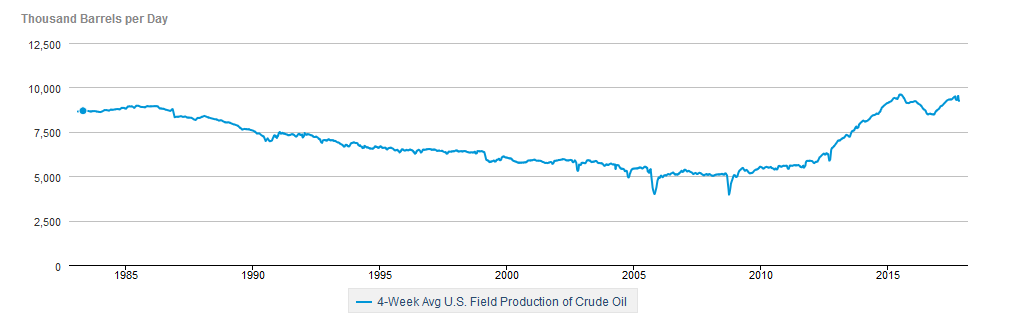 Thousand Barrels per Day
12,500
10,000
7,500
5,000
2,500
0
1985 1990 1995 2000 2005 2010 2015
4-Week Avg U.S. Field Production of Crude Oil